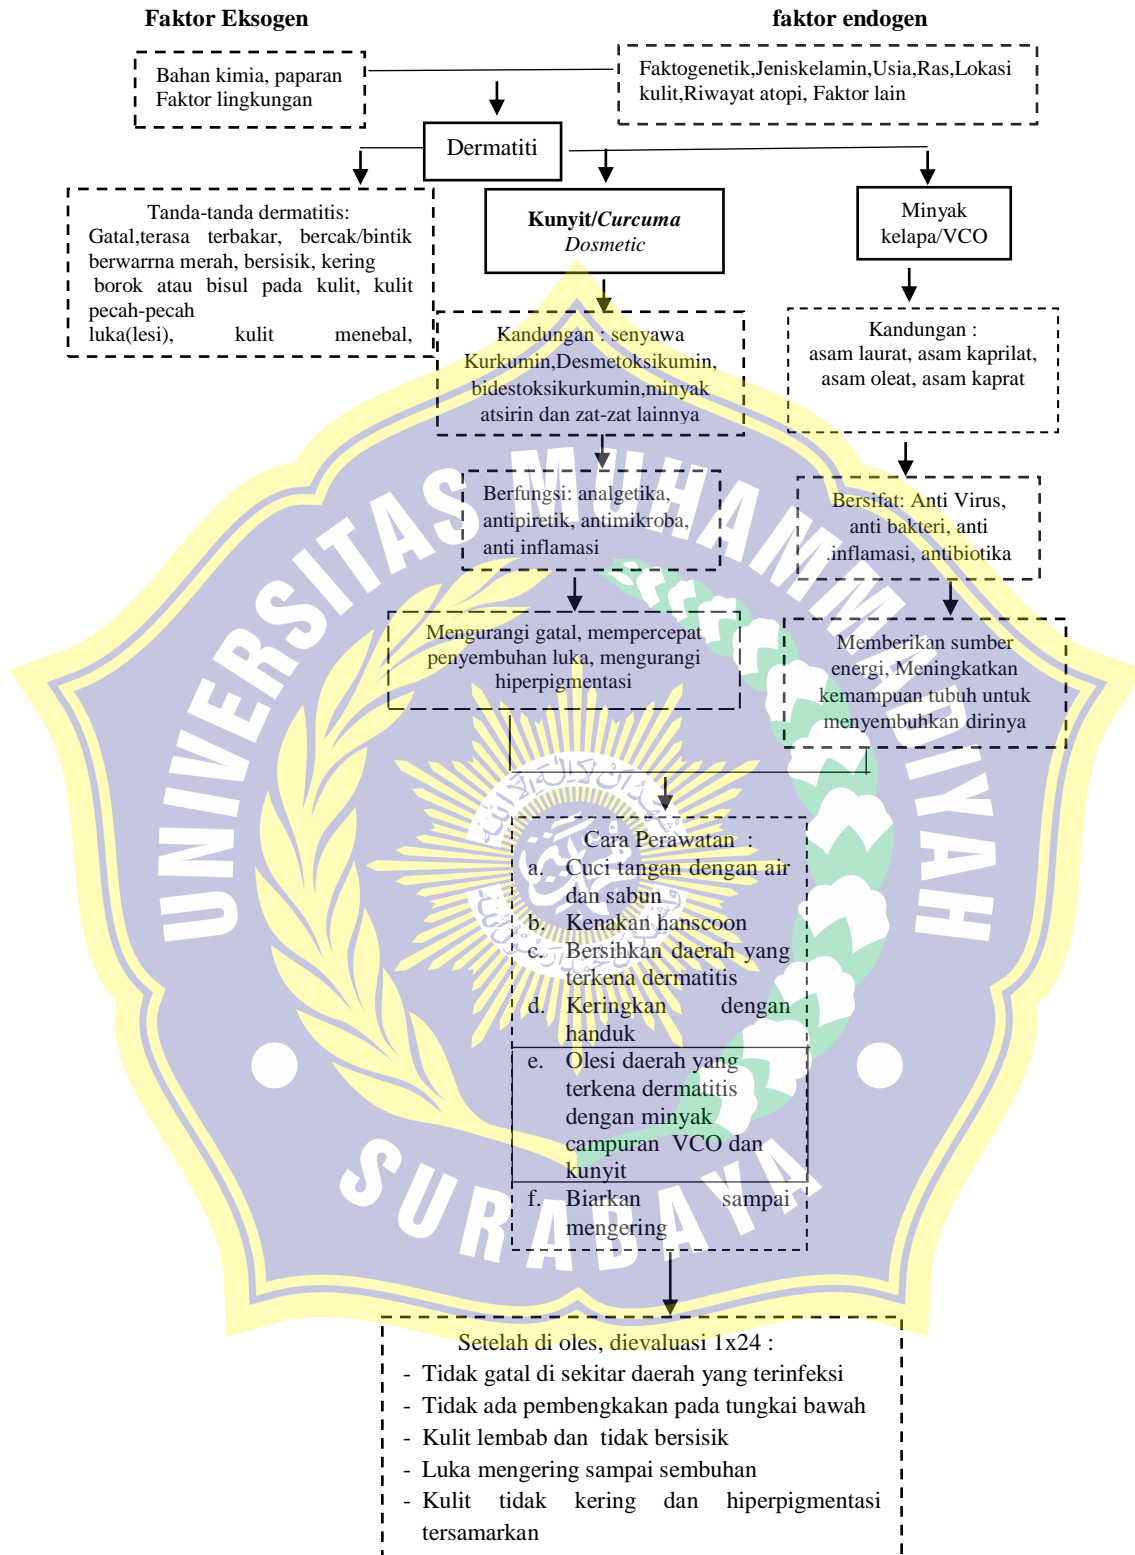 Faktor Eksogen
faktor endogen
Bahan kimia, paparan
Faktor lingkungan
Faktogenetik,Jeniskelamin,Usia,Ras,Lokasi
kulit,Riwayat atopi, Faktor lain
Dermatiti
Tanda-tanda dermatitis:
Gatal,terasa terbakar, bercak/bintik
berwarrna merah, bersisik, kering
borok atau bisul pada kulit, kulit
pecah-pecah
luka(lesi), kulit menebal,
Kunyit/Curcuma
Dosmetic
Minyak
kelapa/VCO
Kandungan : senyawa
Kurkumin,Desmetoksikumin,
bidestoksikurkumin,minyak
atsirin dan zat-zat lainnya
Kandungan :
asam laurat, asam kaprilat,
asam oleat, asam kaprat
Berfungsi: analgetika,
antipiretik, antimikroba,
anti inflamasi
Bersifat: Anti Virus,
anti bakteri, anti
.inflamasi, antibiotika
Mengurangi gatal, mempercepat
penyembuhan luka, mengurangi
hiperpigmentasi
Memberikan sumber
energi, Meningkatkan
kemampuan tubuh untuk
menyembuhkan dirinya
Cara Perawatan :
a. Cuci tangan dengan air
dan sabun
b. Kenakan hanscoon
c. Bersihkan daerah yang
terkena dermatitis
d. Keringkan dengan
handuk
e. Olesi daerah yang
terkena dermatitis
dengan minyak
campuran VCO dan
kunyit
f. Biarkan sampai
mengering
Setelah di oles, dievaluasi 1x24 :
- Tidak gatal di sekitar daerah yang terinfeksi
- Tidak ada pembengkakan pada tungkai bawah
- Kulit lembab dan tidak bersisik
- Luka mengering sampai sembuhan
- Kulit tidak kering dan hiperpigmentasi
tersamarkan
UNIVERSITAS MUHAMMADIYAH
SURABAYA